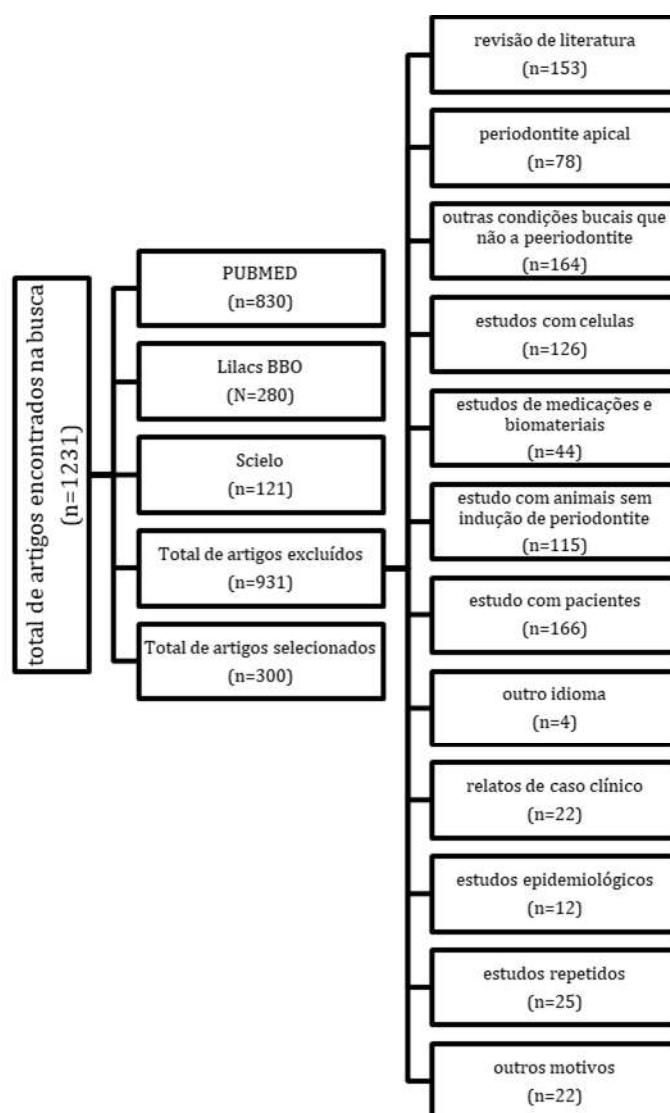 total de artigos encontrados na busca
(n=1231)
PUBMED
(n=830)
Lilacs BBO
(N=280)
Scielo
(n=121)
Total de artigos excluídos
(n=931)
Total de artigos selecionados
(n=300)
revisão de literatura
(n=153)
periodontite apical
(n=78)
outras condições bucais que
não a peeriodontite
(n=164)
estudos com celulas
(n=126)
estudos de medicações e
biomateriais
(n=44)
estudo com animais sem
indução de periodontite
(n=115)
estudo com pacientes
(n=166)
outro idioma
(n=4)
relatos de caso clínico
(n=22)
estudos epidemiológicos
(n=12)
estudos repetidos
(n=25)
outros motivos
(n=22)